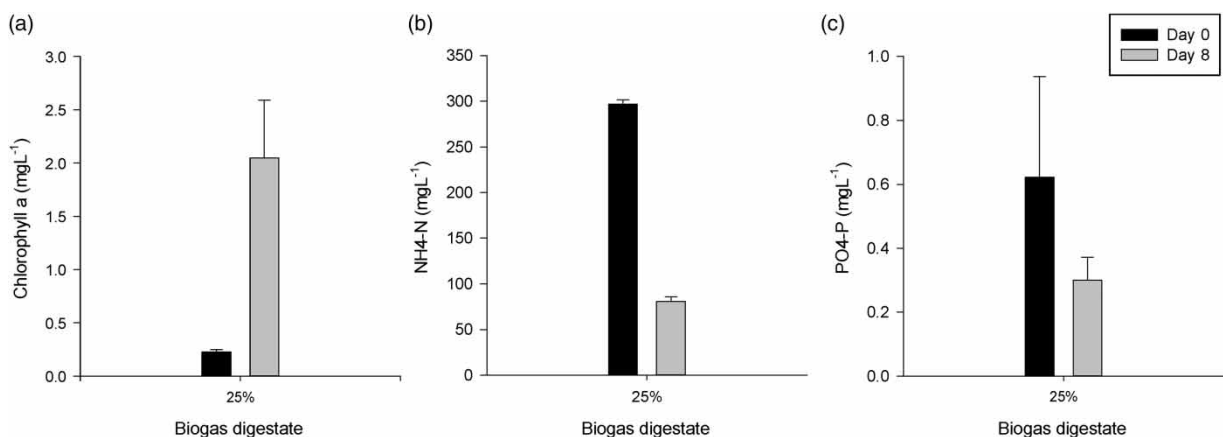 (a)
3.0
2.5
2.0
1.5
1.0
0.5
0.0
Chlorophyll a (mgL⁻¹)
25%
Biogas digestate
(b)
350
300
250
200
150
100
50
0
NH4-N (mgL⁻¹)
25%
Biogas digestate
(c)
1.0
0.8
0.6
0.4
0.2
0.0
PO4-P (mgL⁻¹)
25%
Biogas digestate
Day 0
Day 8